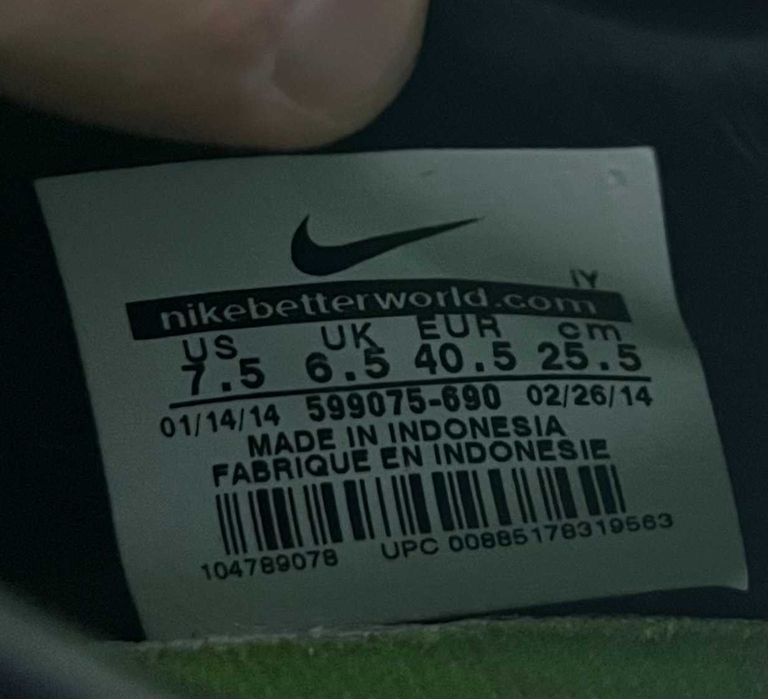 IY
nikebetterworld.com
US UK EUR cm
7.5 6.5 40.5 25.5
01/14/14 599075-690 02/26/14
MADE IN INDONESIA
FABRIQUE EN INDONESIE
104789078 UPC 00885178319563